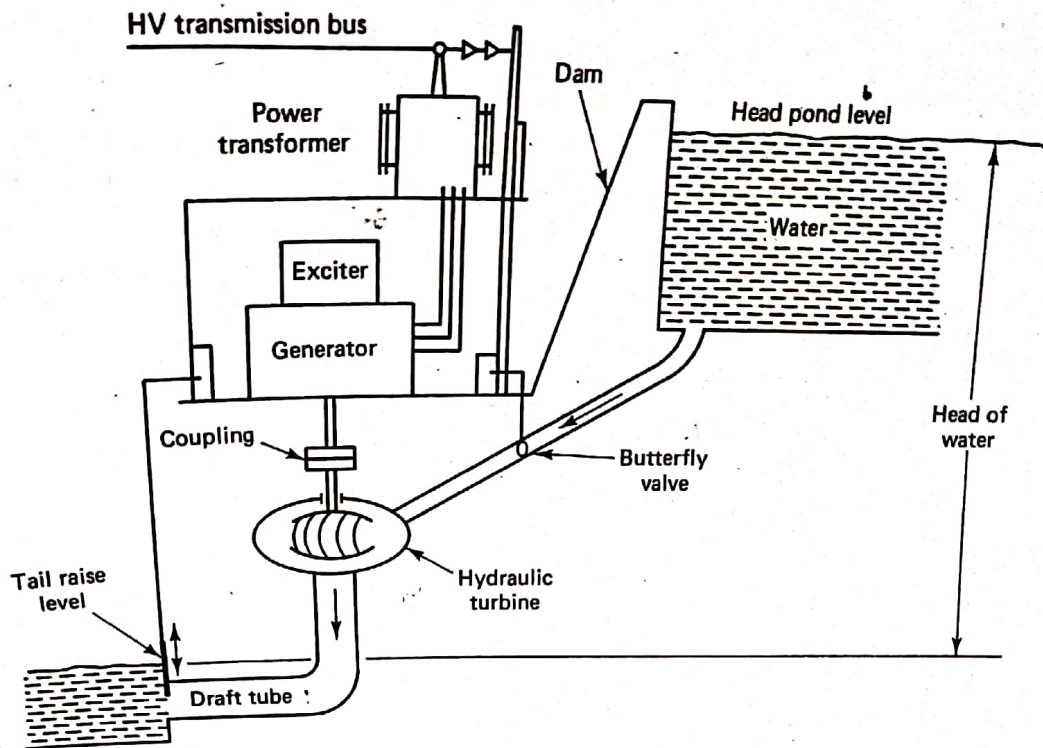 HV transmission bus
Dam
Head pond level
Power
transformer
Water
Exciter
Generator
Head of
water
Coupling
Butterfly
valve
Hydraulic
turbine
Tail raise
level
Draft tube